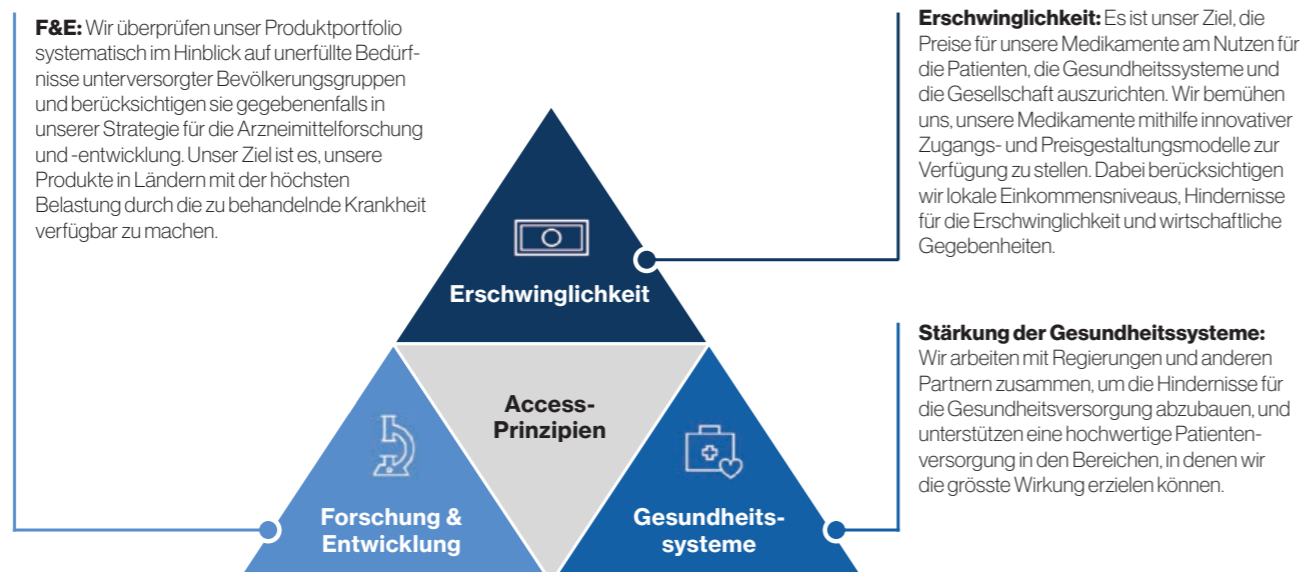 F&E: Wir überprüfen unser Produktportfolio
systematisch im Hinblick auf unerfüllte Bedürf-
nisse unterversorgter Bevölkerungsgruppen
und berücksichtigen sie gegebenenfalls in
unserer Strategie für die Arzneimittelforschung
und -entwicklung. Unser Ziel ist es, unsere
Produkte in Ländern mit der höchsten
Belastung durch die zu behandelnde Krankheit
verfügbar zu machen.
Erschwinglichkeit: Es ist unser Ziel, die
Preise für unsere Medikamente am Nutzen für
die Patienten, die Gesundheitssysteme und
die Gesellschaft auszurichten. Wir bemühen
uns, unsere Medikamente mithilfe innovativer
Zugangs- und Preisgestaltungsmodelle zur
Verfügung zu stellen. Dabei berücksichtigen
wir lokale Einkommensniveaus, Hindernisse
für die Erschwinglichkeit und wirtschaftliche
Gegebenheiten.
Erschwinglichkeit
Access-
Prinzipien
Forschung &
Entwicklung
Gesundheits-
systeme
Stärkung der Gesundheitssysteme:
Wir arbeiten mit Regierungen und anderen
Partnern zusammen, um die Hindernisse für
die Gesundheitsversorgung abzubauen, und
unterstützen eine hochwertige Patienten-
versorgung in den Bereichen, in denen wir
die grösste Wirkung erzielen können.